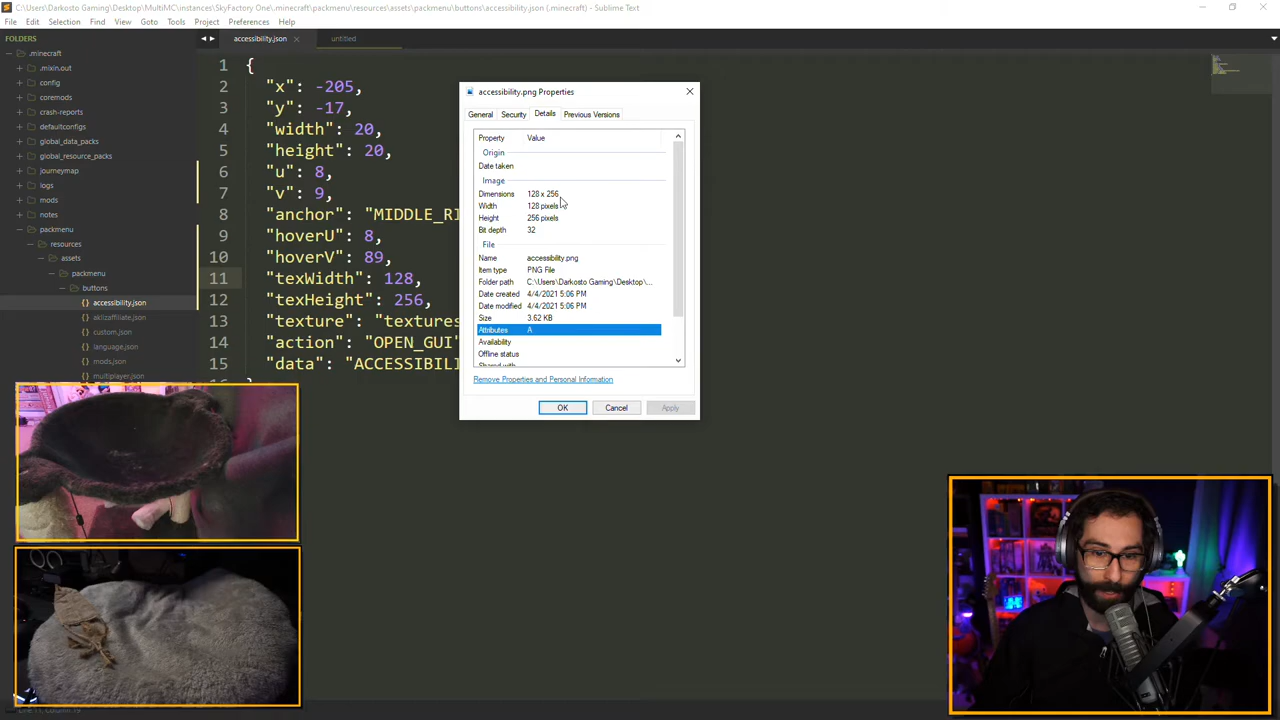 C:\Users\Darkosto Gaming\Desktop\MultiMC\instances\SkyFactory One\.minecraft\packmenu\resources\assets\packmenu\buttons\accessibility.json (.minecraft) - Sublime Text
File Edit Selection Find View Goto Tools Project Preferences Help
FOLDERS
.minecraft
.mixin.out
config
coremods
crash-reports
defaultconfigs
global_data_packs
global_resource_packs
journeymap
logs
mods
notes
packmenu
resources
assets
packmenu
buttons
accessibility.json
aklizaffiliate.json
custom.json
language.json
mods.json
multiplayer.json
accessibility.json
untitled
1 {
2 "x": -205,
3 "y": -17,
4 "width": 20,
5 "height": 20,
6 "u": 8,
7 "v": 9,
8 "anchor": "MIDDLE_RI
9 "hoverU": 8,
10 "hoverV": 89,
11 "texWidth": 128,
12 "texHeight": 256,
13 "texture": "textures
14 "action": "OPEN_GUI"
15 "data": "ACCESSIBILI
accessibility.png Properties
General Security Details Previous Versions
Property Value
Origin
Date taken
Image
Dimensions 128 x 256
Width 128 pixels
Height 256 pixels
Bit depth 32
File
Name accessibility.png
Item type PNG File
Folder path C:\Users\Darkosto Gaming\Desktop\...
Date created 4/4/2021 5:06 PM
Date modified 4/4/2021 5:06 PM
Size 3.62 KB
Attributes A
Availability
Offline status
Shared with
Remove Properties and Personal Information
OK Cancel Apply